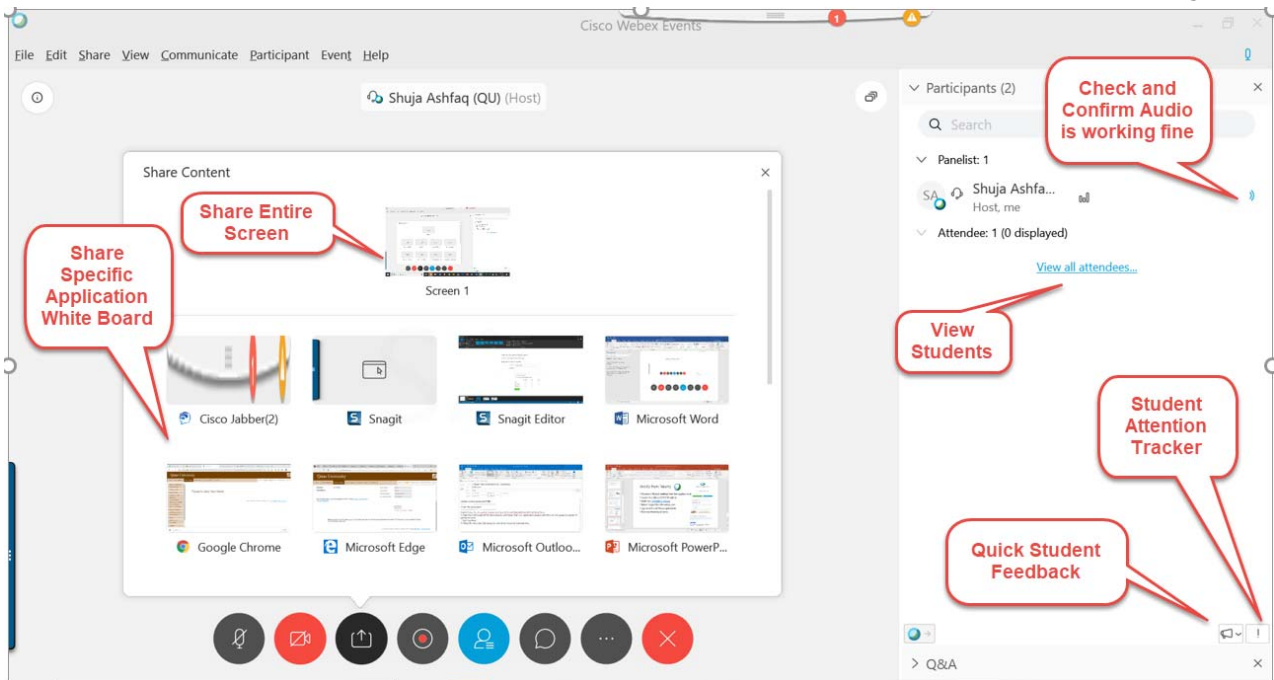 Cisco Webex Events
1
File Edit Share View Communicate Participant Event Help
Shuja Ashfaq (QU) (Host)
Participants (2)
Search
Panelist: 1
SA
Shuja Ashfa...
Host, me
Attendee: 1 (0 displayed)
View all attendees...
Check and
Confirm Audio
is working fine
View
Students
Share Content
Share Entire
Screen
Screen 1
Share
Specific
Application
White Board
Cisco Jabber(2)
Snagit
Snagit Editor
Microsoft Word
Google Chrome
Microsoft Edge
Microsoft Outloo...
Microsoft PowerP...
Student
Attention
Tracker
Quick Student
Feedback
Q&A